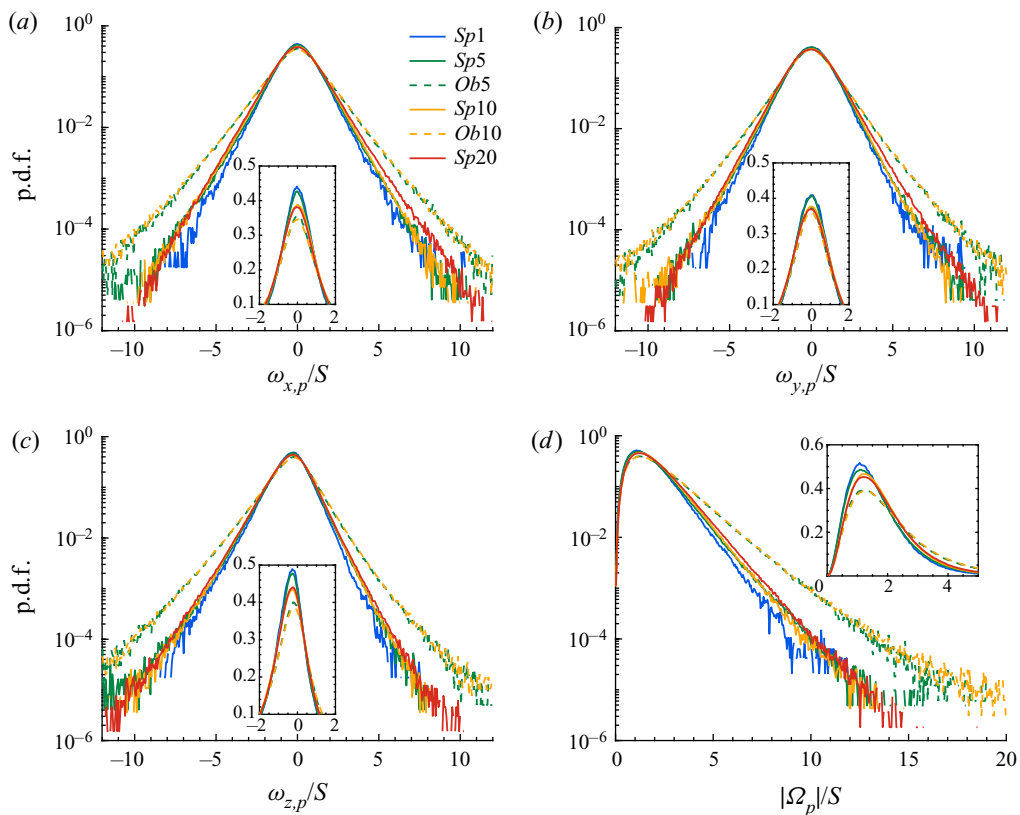 (a)
10^0
10^−2
10^−4
10^−6
p.d.f.
Sp1
Sp5
Ob5
Sp10
Ob10
Sp20
0.5
0.4
0.3
0.2
0.1
−2 0 2
−10 −5 0 5 10
ω_{x,p}/S
(b)
10^0
10^−2
10^−4
10^−6
0.5
0.4
0.3
0.2
0.1
−2 0 2
−10 −5 0 5 10
ω_{y,p}/S
(c)
10^0
10^−2
10^−4
10^−6
p.d.f.
0.5
0.4
0.3
0.2
0.1
−2 0 2
−10 −5 0 5 10
ω_{z,p}/S
(d)
10^0
10^−2
10^−4
10^−6
0.6
0.4
0.2
0 2 4
0 5 10 15 20
|Ω_p|/S